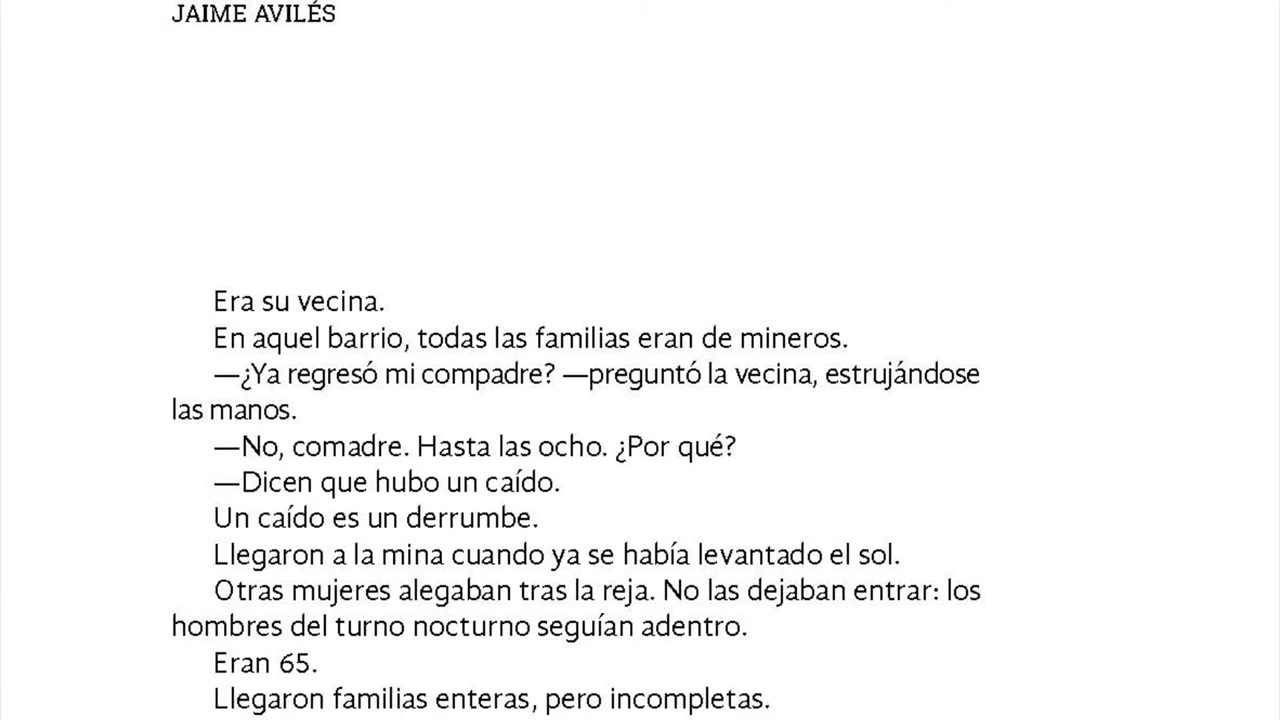 JAIME AVILÉS
Era su vecina.
En aquel barrio, todas las familias eran de mineros.
—¿Ya regresó mi compadre? —preguntó la vecina, estrujándose
las manos.
—No, comadre. Hasta las ocho. ¿Por qué?
—Dicen que hubo un caído.
Un caído es un derrumbe.
Llegaron a la mina cuando ya se había levantado el sol.
Otras mujeres alegaban tras la reja. No las dejaban entrar: los
hombres del turno nocturno seguían adentro.
Eran 65.
Llegaron familias enteras, pero incompletas.